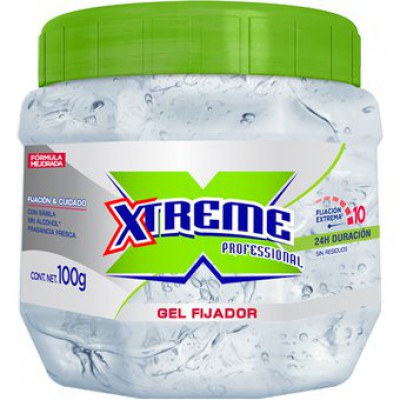 FÓRMULA
MEJORADA
FIJACIÓN & CUIDADO
CON SÁBILA
SIN ALCOHOL*
FRAGANCIA FRESCA
CONT. NET. 100g
XTREME
PROFESSIONAL
FIJACIÓN
EXTREMA 10
24H DURACIÓN
SIN RESIDUOS
GEL FIJADOR